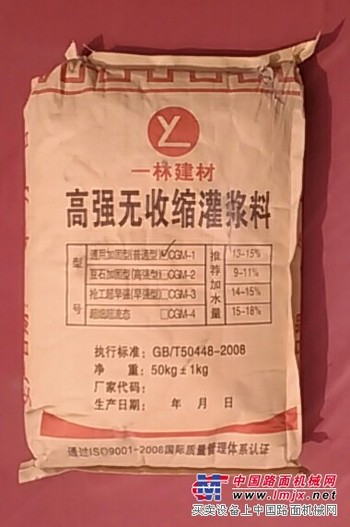 YL
一林建材
高强无收缩灌浆料
型号
推荐加水量
通用加固型(普通型)☑CGM-1 13-15%
豆石加固型(高强型)□CGM-2 9-11%
抢工超早强(早强型)□CGM-3 14-15%
超细超流态 □CGM-4 15-18%
执行标准：GB/T50448-2008
净 重：50kg±1kg
厂家代码：
生产日期： 年 月 日
通过ISO9001-2008国际质量管理体系认证
中国路面机械网
www.lmjx.net
买卖设备上中国路面机械网